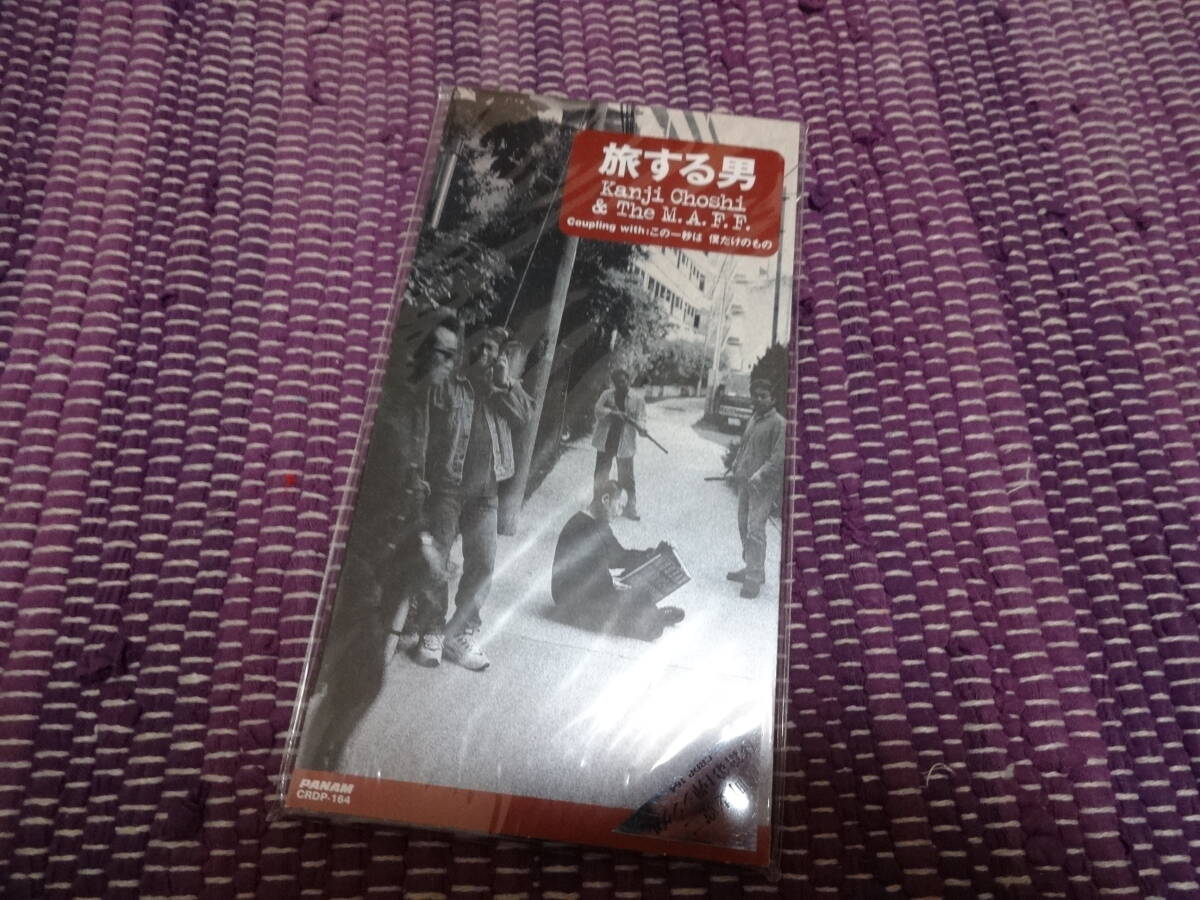 旅する男
Kanji Choshi
& The M.A.F.F.
Coupling with:この一秒は 僕だけのもの
PANAM
CRDP-164